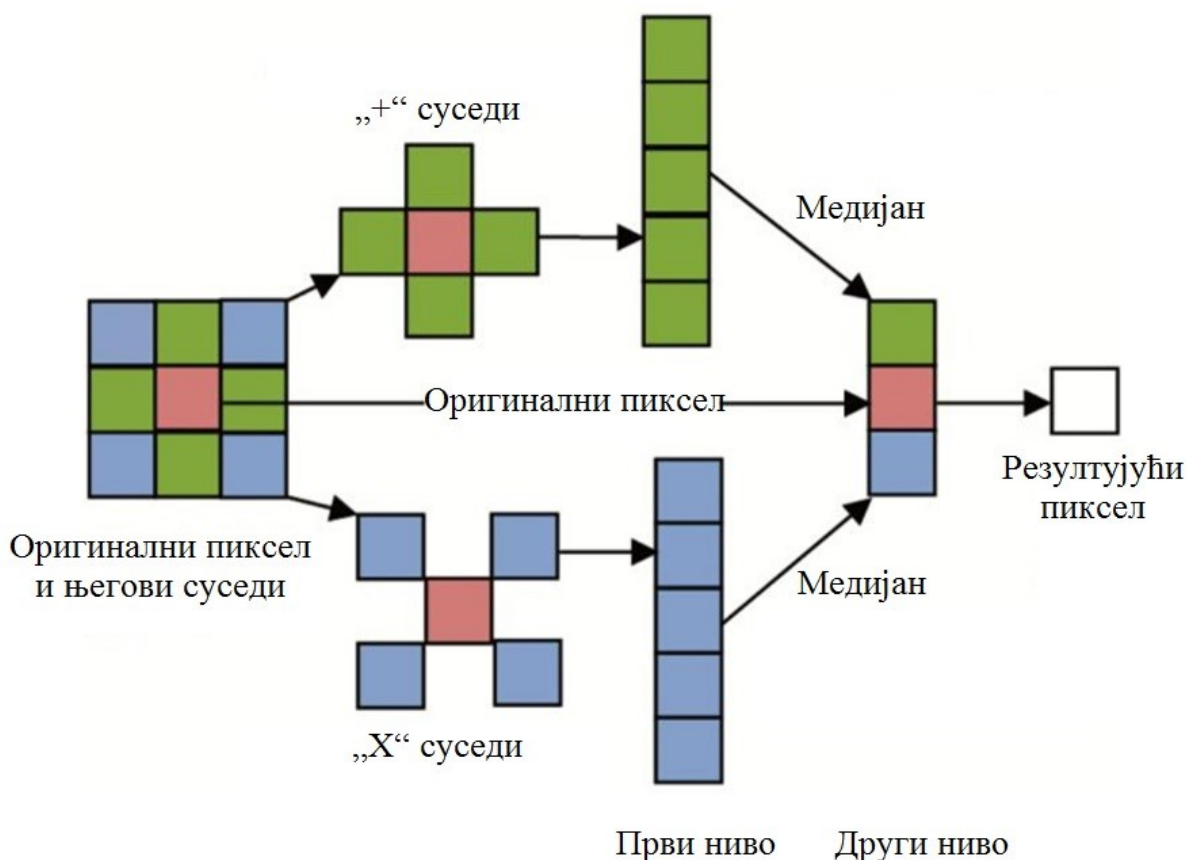 „+“ суседи
Медијан
Оригинални пиксел
Резултујући
пиксел
Оригинални пиксел
и његови суседи
Медијан
„X“ суседи
Први ниво
Други ниво